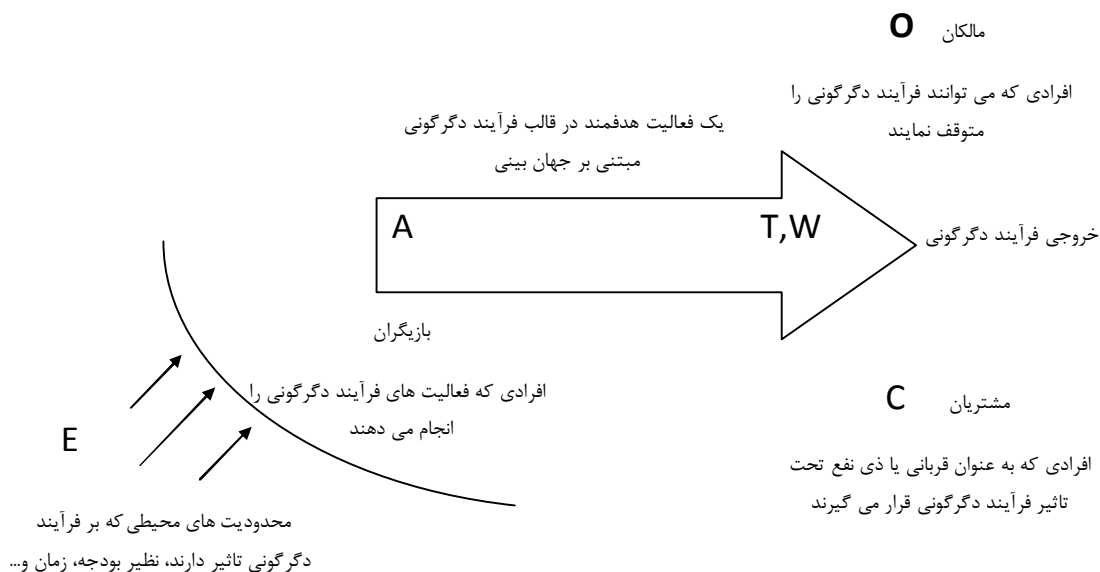 O مالکان
افرادی که می توانند فرآیند دگرگونی را
متوقف نمایند
یک فعالیت هدفمند در قالب فرآیند دگرگونی
مبتنی بر جهان بینی
A
T,W
خروجی فرآیند دگرگونی
بازیگران
افرادی که فعالیت های فرآیند دگرگونی را
انجام می دهند
C مشتریان
افرادی که به عنوان قربانی یا ذی نفع تحت
تاثیر فرآیند دگرگونی قرار می گیرند
E
محدودیت های محیطی که بر فرآیند
دگرگونی تاثیر دارند، نظیر بودجه، زمان و...